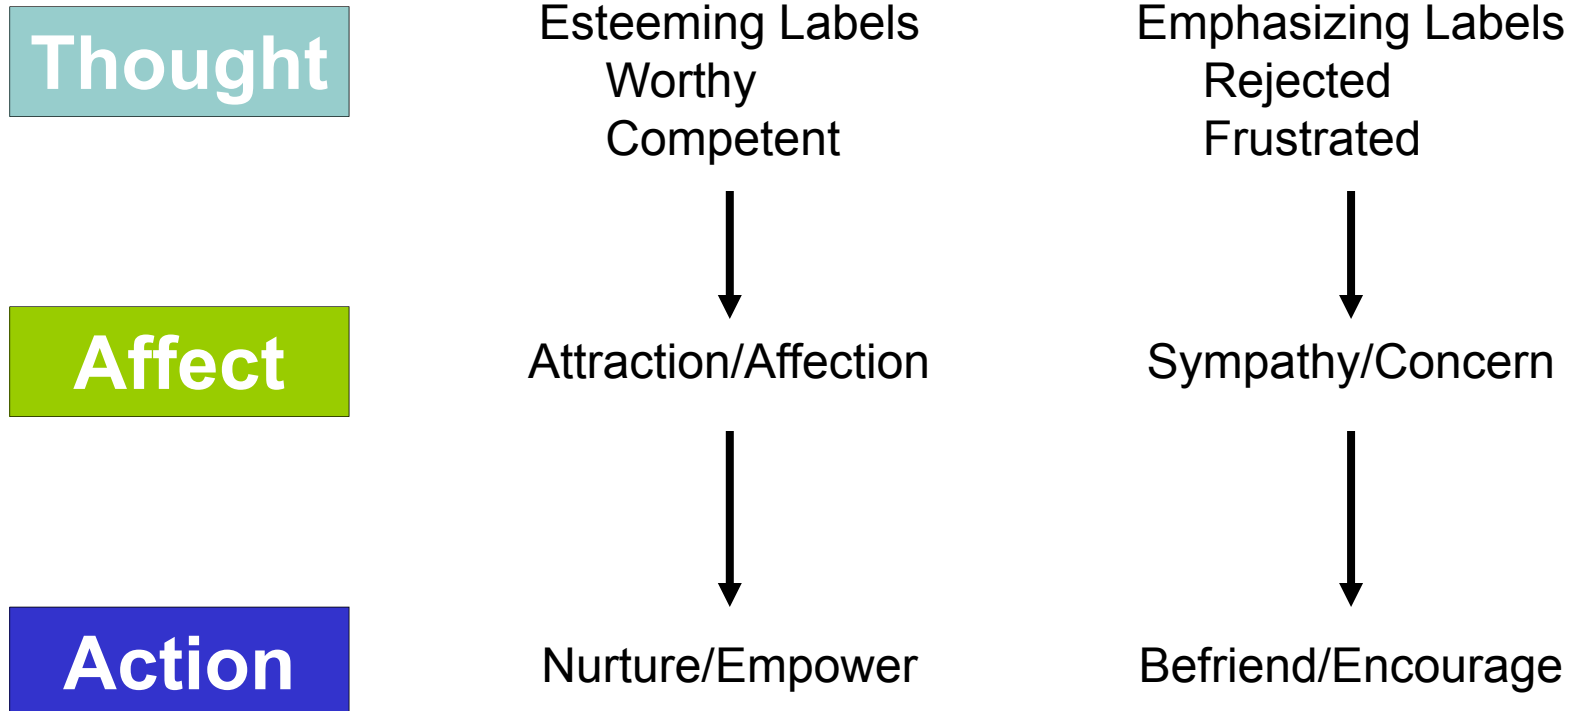 Thought
Esteeming Labels
Worthy
Competent
Emphasizing Labels
Rejected
Frustrated
Affect
Attraction/Affection
Sympathy/Concern
Action
Nurture/Empower
Befriend/Encourage